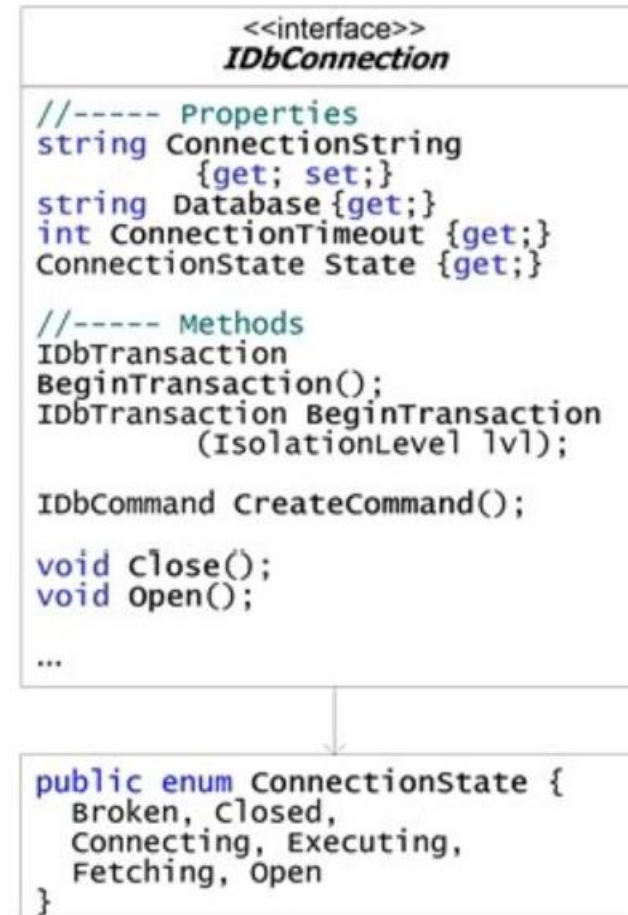 <<interface>>
IDbConnection
//----- Properties
string ConnectionString
{get; set;}
string Database {get;}
int ConnectionTimeout {get;}
ConnectionState State {get;}
//----- Methods
IDbTransaction
BeginTransaction();
IDbTransaction BeginTransaction
(IsolationLevel lvl);
IDbCommand CreateCommand();
void Close();
void Open();
...
public enum ConnectionState {
Broken, Closed,
Connecting, Executing,
Fetching, Open
}